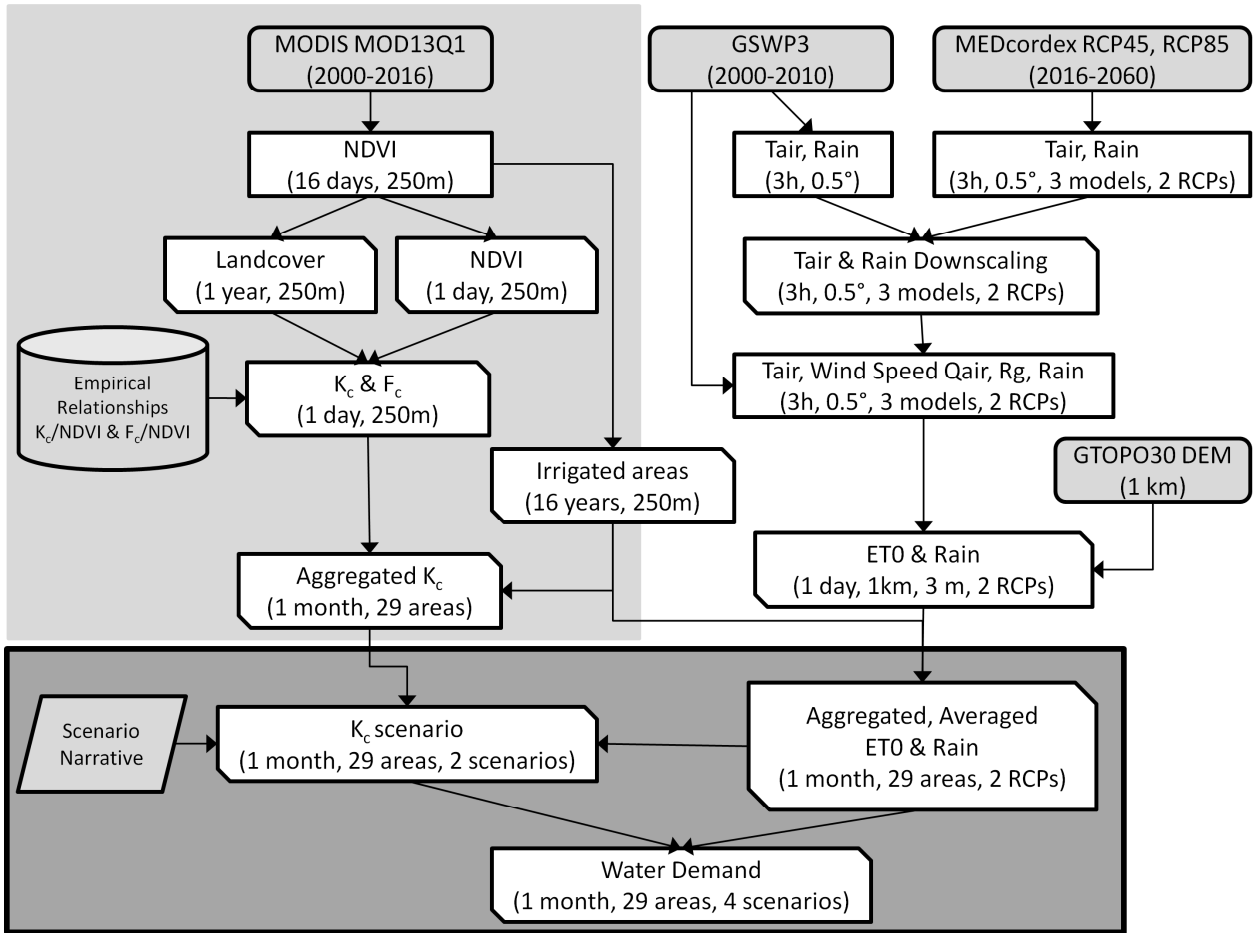 MODIS MOD13Q1
(2000-2016)
GSWP3
(2000-2010)
MEDcordex RCP45, RCP85
(2016-2060)
NDVI
(16 days, 250m)
Tair, Rain
(3h, 0.5°)
Tair, Rain
(3h, 0.5°, 3 models, 2 RCPs)
Landcover
(1 year, 250m)
NDVI
(1 day, 250m)
Tair & Rain Downscaling
(3h, 0.5°, 3 models, 2 RCPs)
Empirical
Relationships
Kc/NDVI & Fc/NDVI
Kc & Fc
(1 day, 250m)
Tair, Wind Speed Qair, Rg, Rain
(3h, 0.5°, 3 models, 2 RCPs)
Irrigated areas
(16 years, 250m)
GTOPO30 DEM
(1 km)
Aggregated Kc
(1 month, 29 areas)
ET0 & Rain
(1 day, 1km, 3 m, 2 RCPs)
Scenario
Narrative
Kc scenario
(1 month, 29 areas, 2 scenarios)
Aggregated, Averaged
ET0 & Rain
(1 month, 29 areas, 2 RCPs)
Water Demand
(1 month, 29 areas, 4 scenarios)